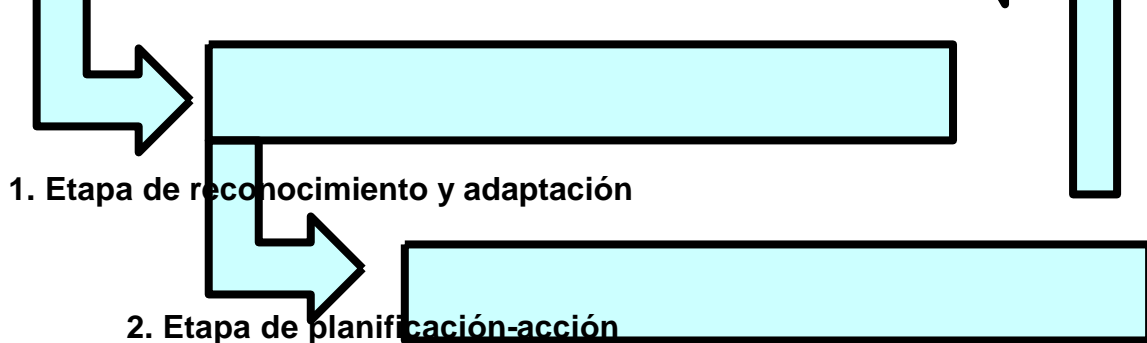 1. Etapa de reconocimiento y adaptación
2. Etapa de planificación-acción